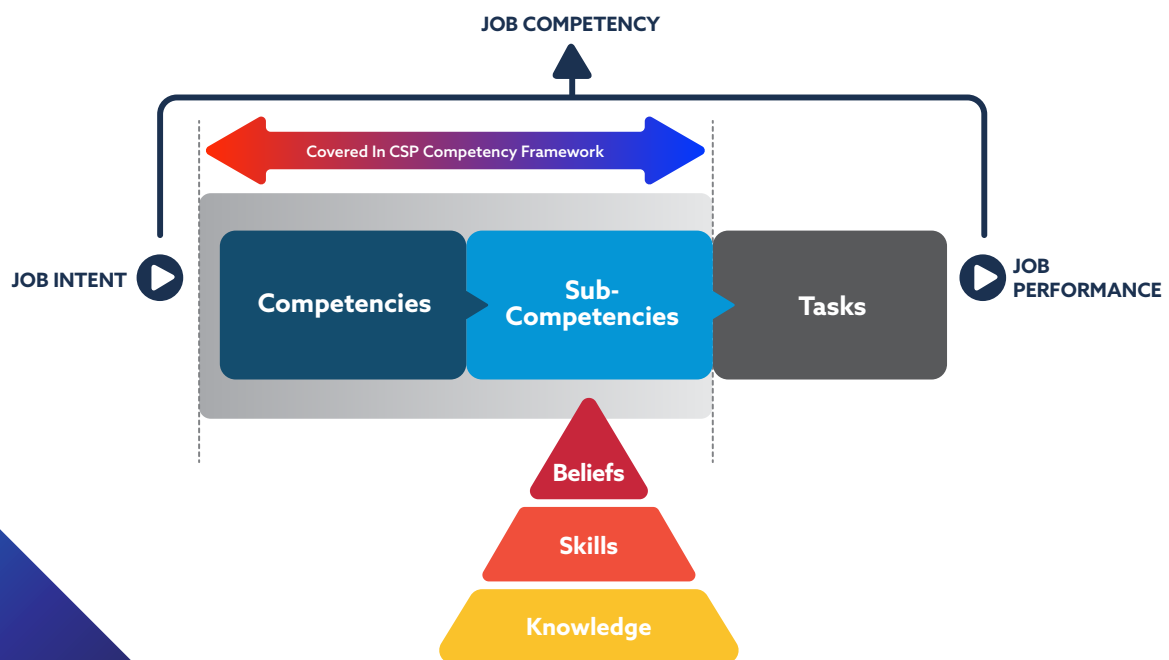 JOB COMPETENCY
Covered In CSP Competency Framework
JOB INTENT
Competencies
Sub-
Competencies
Tasks
JOB
PERFORMANCE
Beliefs
Skills
Knowledge